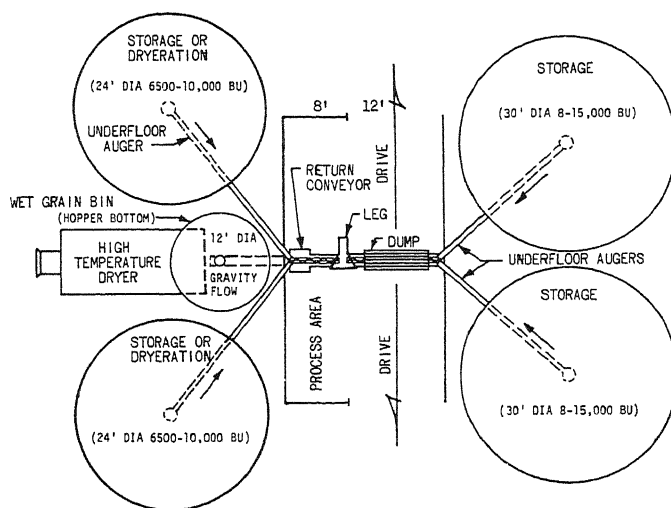 STORAGE OR
DRYERATION
(24' DIA 6500-10,000 BU)
UNDERFLOOR
AUGER
WET GRAIN BIN
(HOPPER BOTTOM)
HIGH
TEMPERATURE
DRYER
12' DIA
GRAVITY
FLOW
STORAGE OR
DRYERATION
(24' DIA 6500-10,000 BU)
8'
12'
RETURN
CONVEYOR
LEG
DRIVE
DUMP
PROCESS AREA
DRIVE
STORAGE
(30' DIA 8-15,000 BU)
UNDERFLOOR AUGERS
STORAGE
(30' DIA 8-15,000 BU)